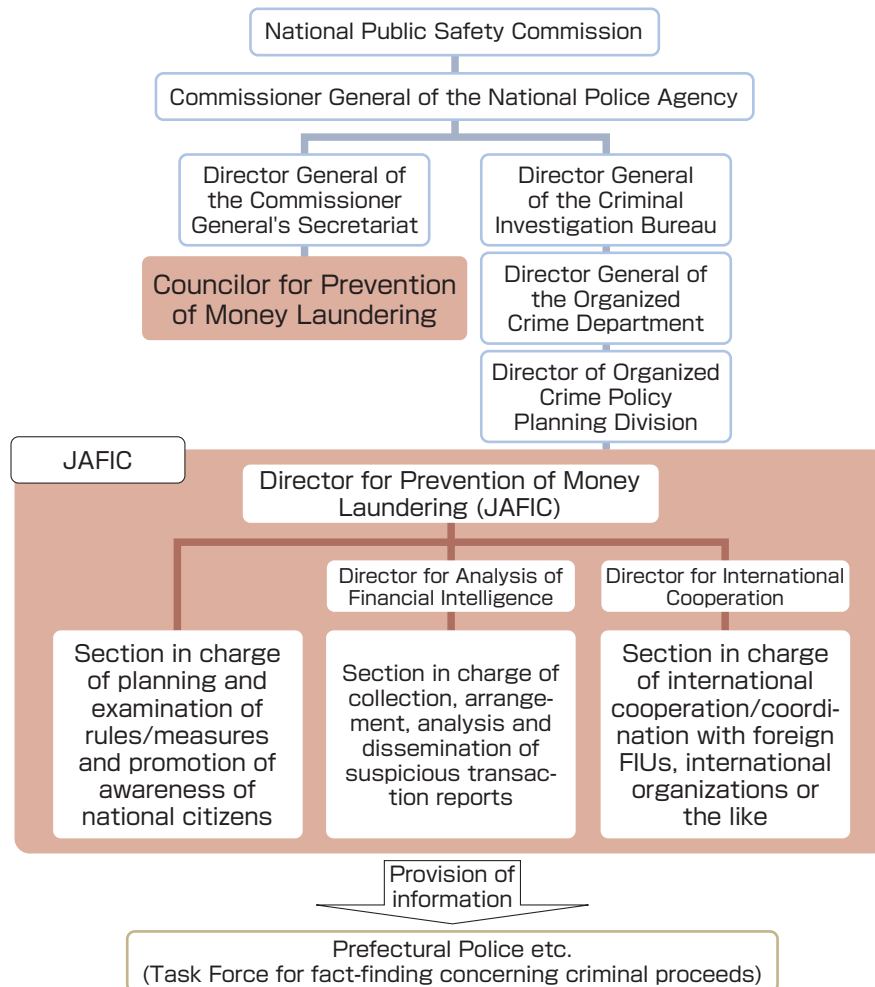 National Public Safety Commission
Commissioner General of the National Police Agency
Director General of
the Commissioner
General's Secretariat
Director General
of the Criminal
Investigation Bureau
Councilor for Prevention
of Money Laundering
Director General of
the Organized
Crime Department
Director of Organized
Crime Policy
Planning Division
JAFIC
Director for Prevention of Money
Laundering (JAFIC)
Director for Analysis of
Financial Intelligence
Director for International
Cooperation
Section in charge
of planning and
examination of
rules/measures
and promotion of
awareness of
national citizens
Section in charge of
collection, arrange-
ment, analysis and
dissemination of
suspicious transac-
tion reports
Section in charge
of international
cooperation/coordi-
nation with foreign
FIUs, international
organizations or
the like
Provision of
information
Prefectural Police etc.
(Task Force for fact-finding concerning criminal proceeds)